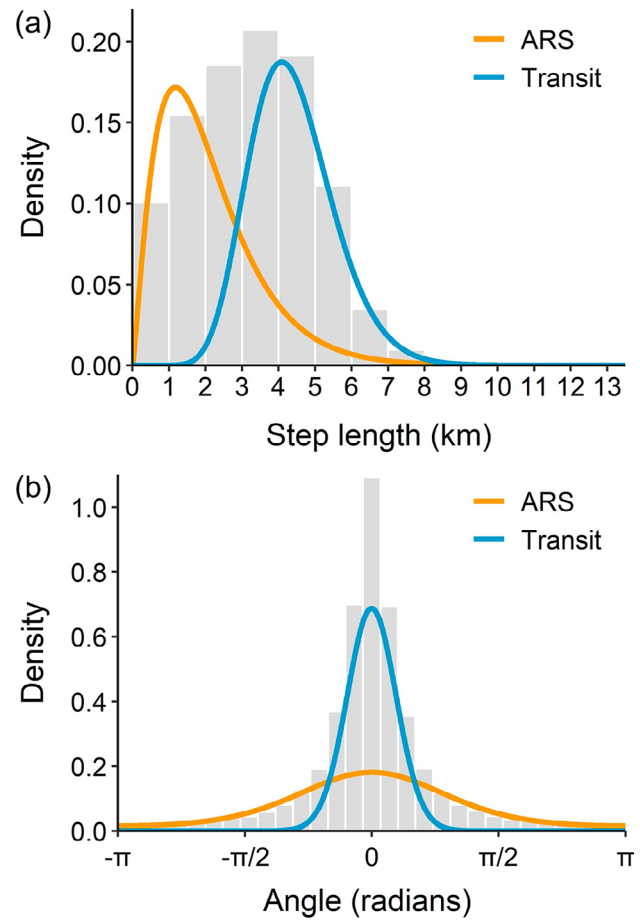 (a)
ARS
Transit
Density
0.20
0.15
0.10
0.05
0.00
0 1 2 3 4 5 6 7 8 9 10 11 12 13
Step length (km)
(b)
ARS
Transit
Density
1.0
0.8
0.6
0.4
0.2
0.0
-π -π/2 0 π/2 π
Angle (radians)